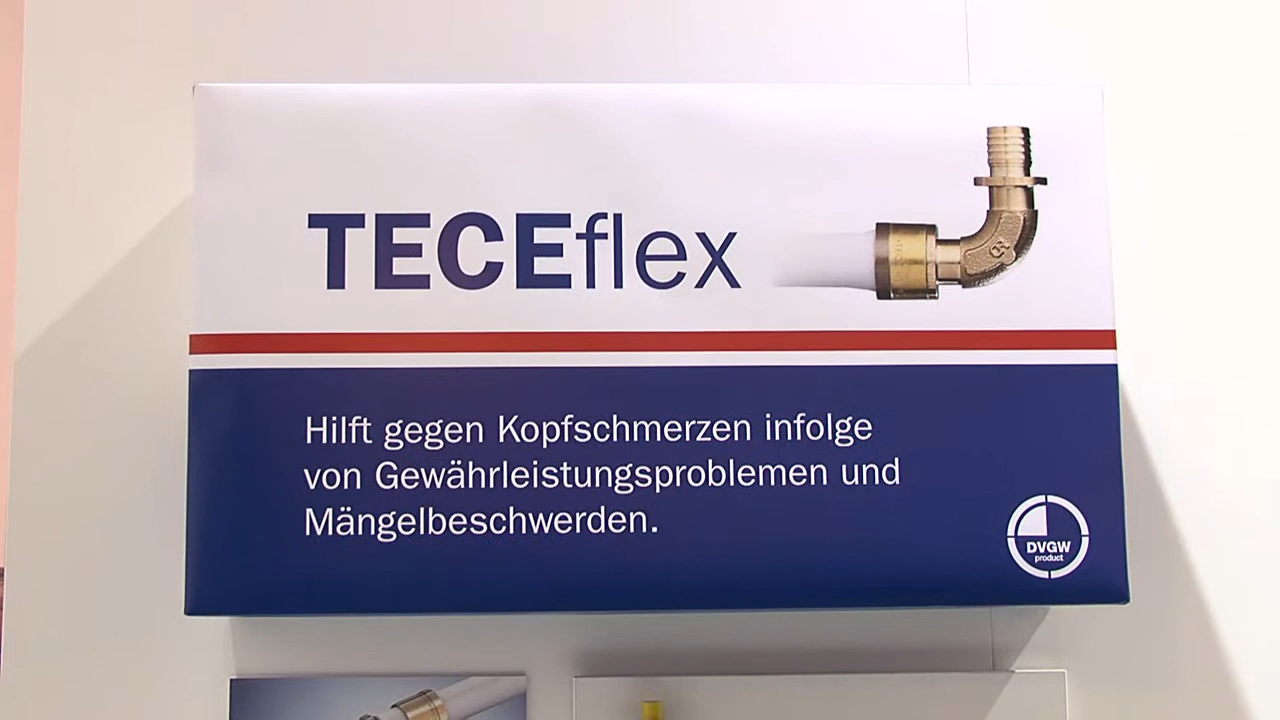 TECEflex
Hilft gegen Kopfschmerzen infolge
von Gewährleistungsproblemen und
Mängelbeschwerden.
DVGW
product